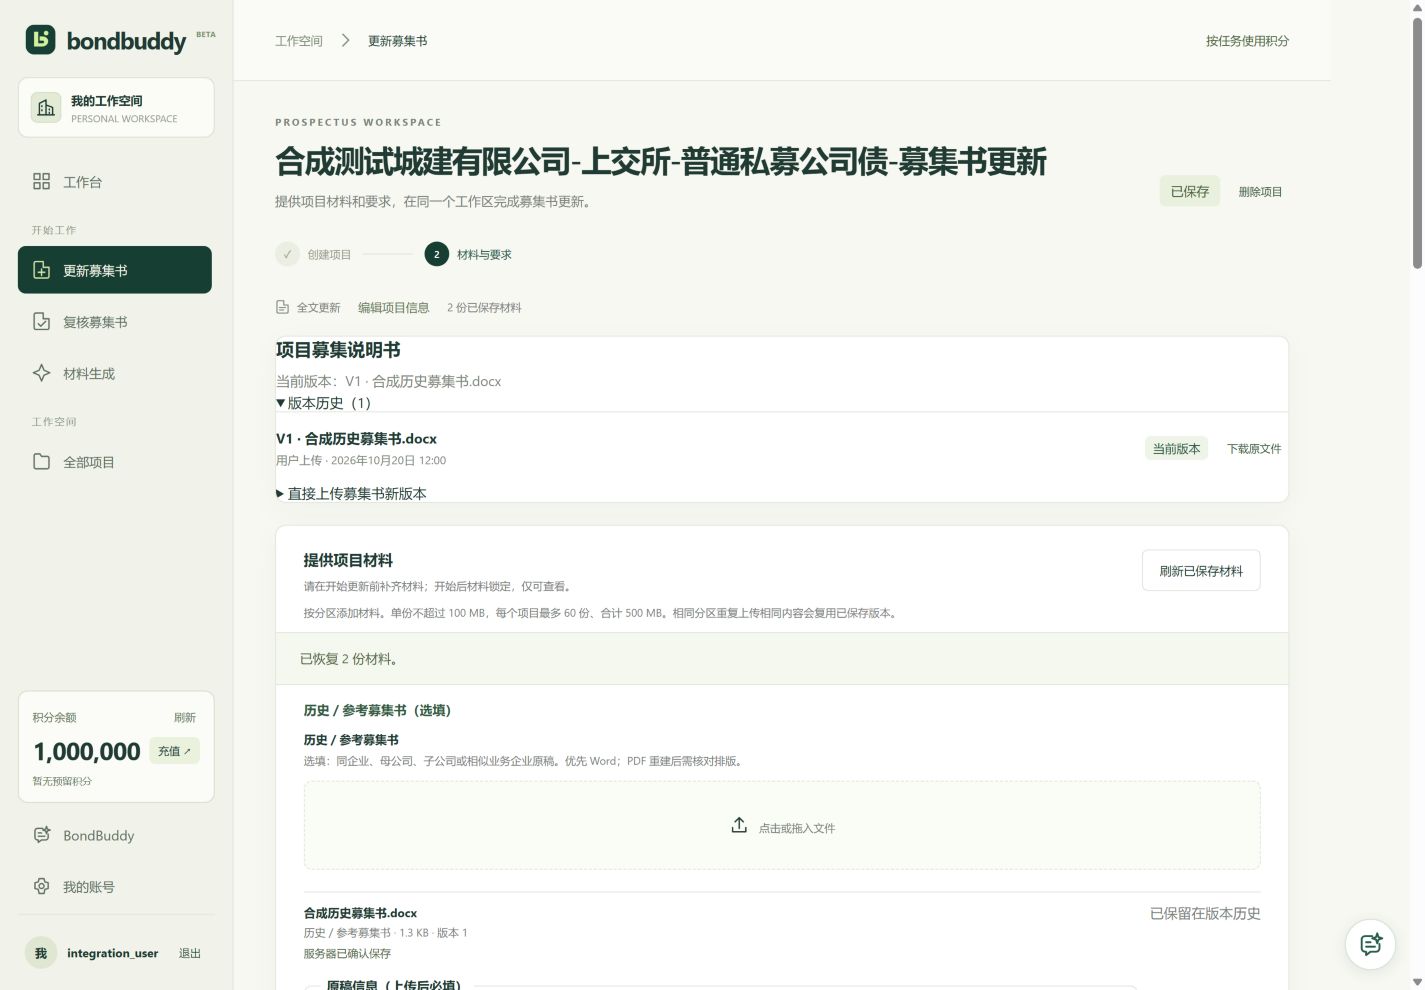 bondbuddy BETA
我的工作空间
PERSONAL WORKSPACE
工作台
开始工作
更新募集书
复核募集书
材料生成
工作空间
全部项目
积分余额 刷新
1,000,000 充值 ↗
暂无预留积分
BondBuddy
我的账号
我 integration_user 退出
工作空间 > 更新募集书
按任务使用积分
PROSPECTUS WORKSPACE
合成测试城建有限公司-上交所-普通私募公司债-募集书更新
提供项目材料和要求，在同一个工作区完成募集书更新。
已保存 删除项目
✓ 创建项目 2 材料与要求
全文更新 编辑项目信息 2 份已保存材料
项目募集说明书
当前版本：V1 · 合成历史募集书.docx
▼版本历史（1）
V1 · 合成历史募集书.docx
用户上传 · 2026年10月20日 12:00
当前版本 下载原文件
▶ 直接上传募集书新版本
提供项目材料
请在开始更新前补齐材料；开始后材料锁定，仅可查看。
刷新已保存材料
按分区添加材料。单份不超过 100 MB，每个项目最多 60 份、合计 500 MB。相同分区重复上传相同内容会复用已保存版本。
已恢复 2 份材料。
历史 / 参考募集书（选填）
历史 / 参考募集书
选填：同企业、母公司、子公司或相似业务企业原稿。优先 Word；PDF 重建后需核对排版。
点击或拖入文件
合成历史募集书.docx
已保留在版本历史
历史 / 参考募集书 · 1.3 KB · 版本 1
服务器已确认保存
原稿信息（上传后必填）